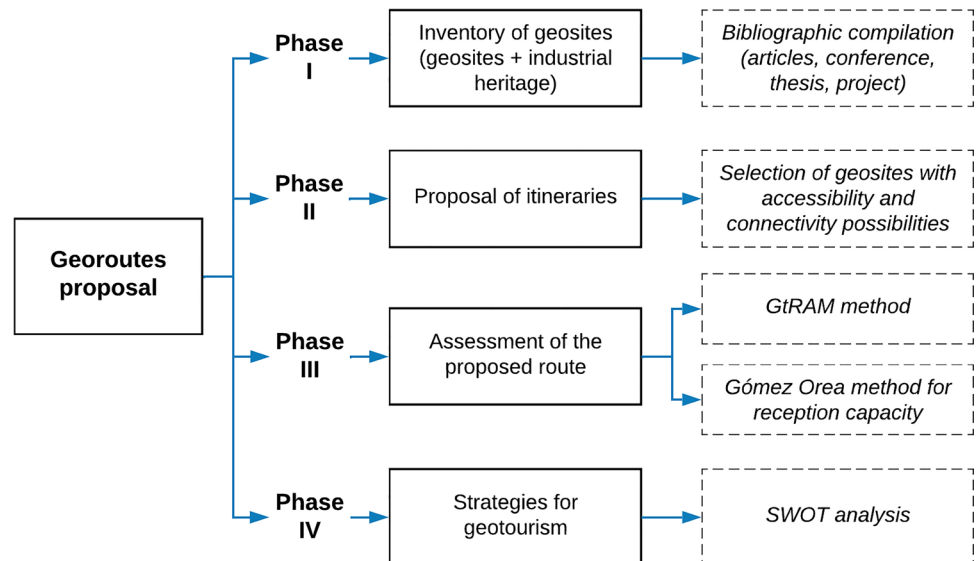 Georoutes
proposal
Phase
I
Inventory of geosites
(geosites + industrial
heritage)
Bibliographic compilation
(articles, conference,
thesis, project)
Phase
II
Proposal of itineraries
Selection of geosites with
accessibility and
connectivity possibilities
Phase
III
Assessment of the
proposed route
GtRAM method
Gómez Orea method for
reception capacity
Phase
IV
Strategies for
geotourism
SWOT analysis